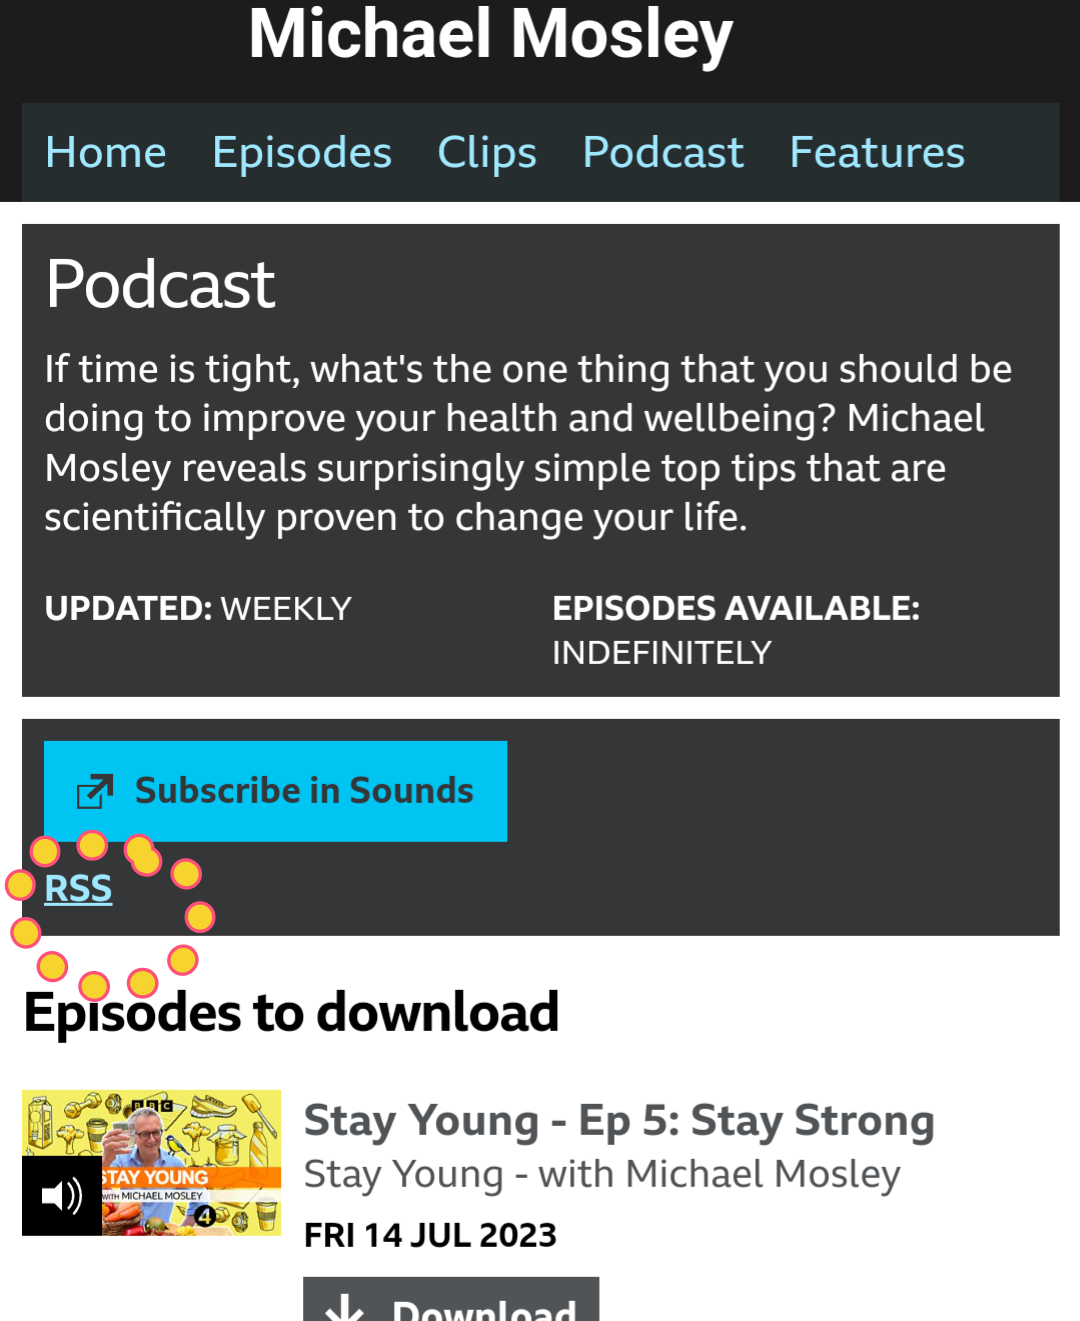 Michael Mosley
Home Episodes Clips Podcast Features
Podcast
If time is tight, what's the one thing that you should be
doing to improve your health and wellbeing? Michael
Mosley reveals surprisingly simple top tips that are
scientifically proven to change your life.
UPDATED: WEEKLY
EPISODES AVAILABLE:
INDEFINITELY
Subscribe in Sounds
RSS
Episodes to download
BBC
STAY YOUNG
WITH MICHAEL MOSLEY
4
Stay Young - Ep 5: Stay Strong
Stay Young - with Michael Mosley
FRI 14 JUL 2023
Download